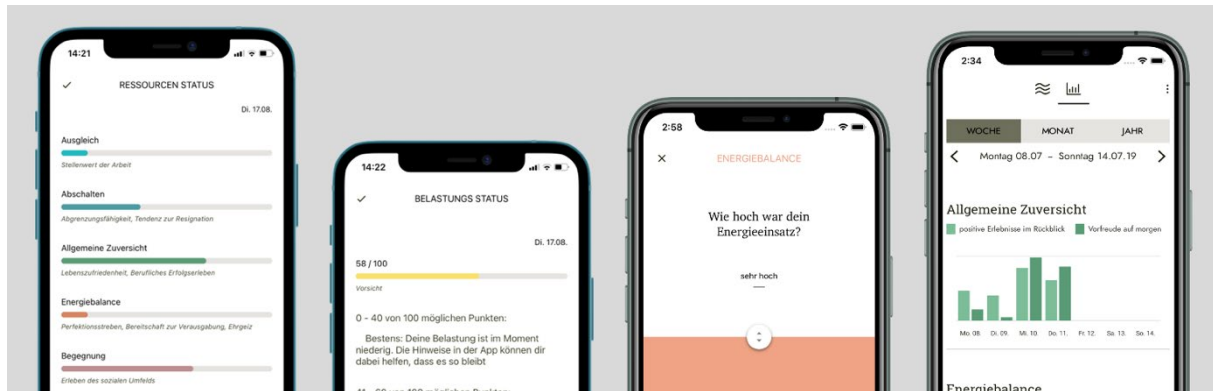 14:21
RESSOURCEN STATUS
Di. 17.08.
Ausgleich
Stellenwert der Arbeit
Abschalten
Abgrenzungsfähigkeit, Tendenz zur Resignation
Allgemeine Zuversicht
Lebenszufriedenheit, Berufliches Erfolgserleben
Energiebalance
Perfektionsstreben, Bereitschaft zur Verausgabung, Ehrgeiz
Begegnung
Erleben des sozialen Umfelds
14:22
BELASTUNGS STATUS
Di. 17.08.
58 / 100
Vorsicht
0 - 40 von 100 möglichen Punkten:
Bestens: Deine Belastung ist im Moment
niederig. Die Hinweise in der App können dir
dabei helfen, dass es so bleibt
2:58
ENERGIEBALANCE
Wie hoch war dein
Energieeinsatz?
sehr hoch
2:34
WOCHE MONAT JAHR
Montag 08.07 – Sonntag 14.07.19
Allgemeine Zuversicht
positive Erlebnisse im Rückblick Vorfreude auf morgen
Mo. 08. Di. 09. Mi. 10. Do. 11. Fr. 12. Sa. 13. So. 14.
Energiebalance